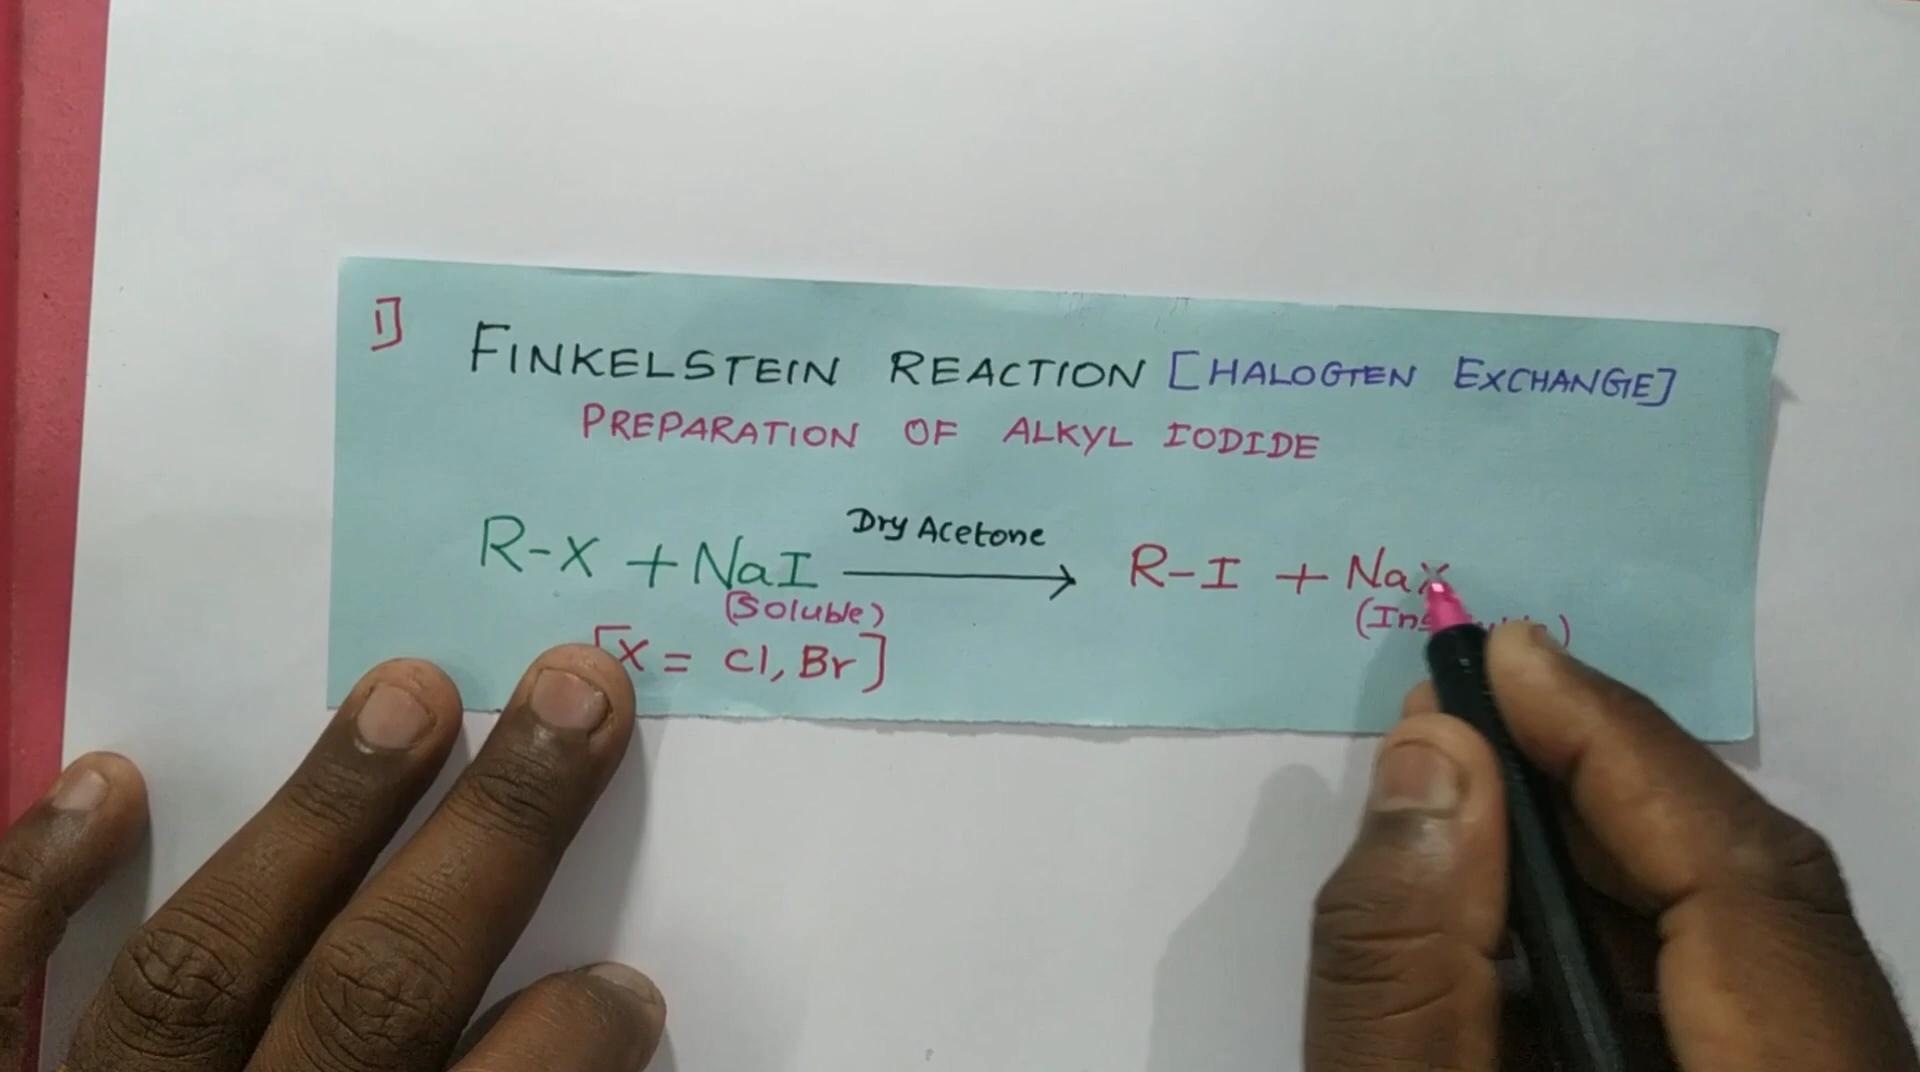 1]
FINKELSTEIN REACTION [HALOGEN EXCHANGE]
PREPARATION OF ALKYL IODIDE
Dry Acetone
R-X + NaI → R-I + NaX
(Soluble)
[X = Cl, Br]